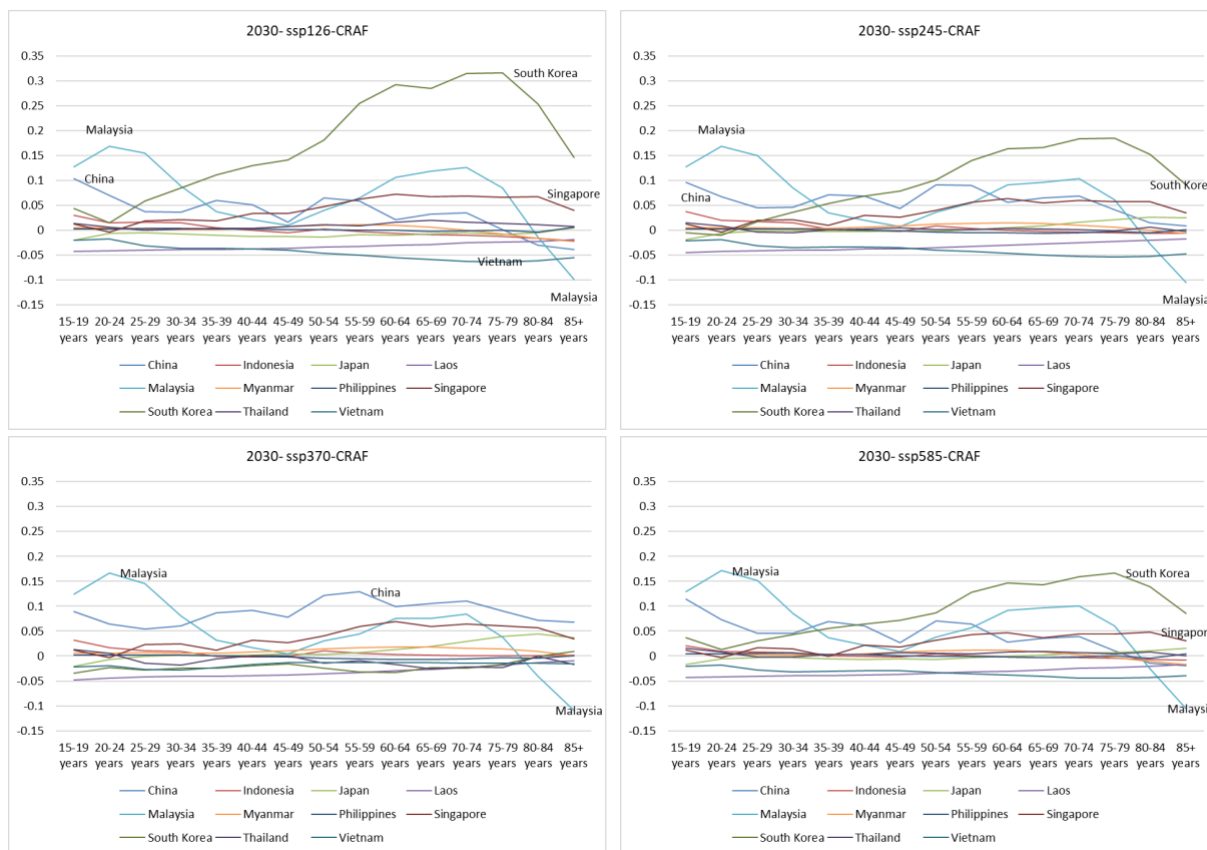 2030- ssp126-CRAF
0.35
0.3
0.25
0.2
0.15
0.1
0.05
0
-0.05
-0.1
-0.15
South Korea
Malaysia
China
Singapore
Vietnam
Malaysia
15-19 20-24 25-29 30-34 35-39 40-44 45-49 50-54 55-59 60-64 65-69 70-74 75-79 80-84 85+
years years years years years years years years years years years years years years years
China Indonesia Japan Laos
Malaysia Myanmar Philippines Singapore
South Korea Thailand Vietnam
2030- ssp245-CRAF
0.35
0.3
0.25
0.2
0.15
0.1
0.05
0
-0.05
-0.1
-0.15
Malaysia
China
South Kore
Malaysia
15-19 20-24 25-29 30-34 35-39 40-44 45-49 50-54 55-59 60-64 65-69 70-74 75-79 80-84 85+
years years years years years years years years years years years years years years years
China Indonesia Japan Laos
Malaysia Myanmar Philippines Singapore
South Korea Thailand Vietnam
2030- ssp370-CRAF
0.35
0.3
0.25
0.2
0.15
0.1
0.05
0
-0.05
-0.1
-0.15
Malaysia
China
Malaysia
15-19 20-24 25-29 30-34 35-39 40-44 45-49 50-54 55-59 60-64 65-69 70-74 75-79 80-84 85+
years years years years years years years years years years years years years years years
China Indonesia Japan Laos
Malaysia Myanmar Philippines Singapore
South Korea Thailand Vietnam
2030- ssp585-CRAF
0.35
0.3
0.25
0.2
0.15
0.1
0.05
0
-0.05
-0.1
-0.15
Malaysia
South Korea
Singapor
Malaysi
15-19 20-24 25-29 30-34 35-39 40-44 45-49 50-54 55-59 60-64 65-69 70-74 75-79 80-84 85+
years years years years years years years years years years years years years years years
China Indonesia Japan Laos
Malaysia Myanmar Philippines Singapore
South Korea Thailand Vietnam